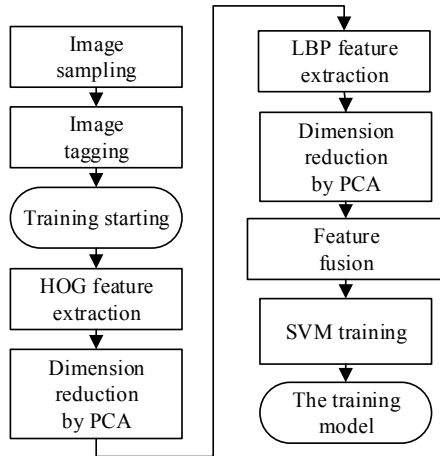 Image
sampling
Image
tagging
Training starting
HOG feature
extraction
Dimension
reduction
by PCA
LBP feature
extraction
Dimension
reduction
by PCA
Feature
fusion
SVM training
The training
model